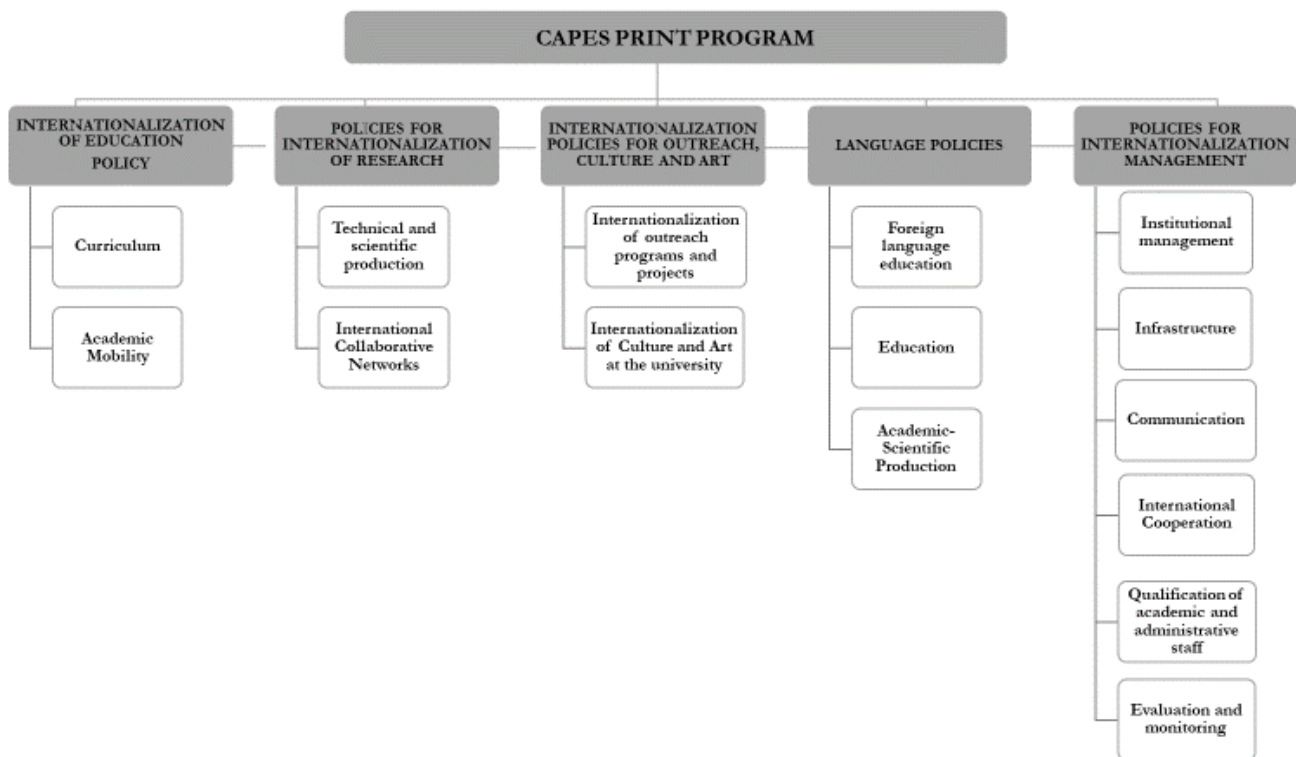 CAPES PRINT PROGRAM
INTERNATIONALIZATION
OF EDUCATION
POLICY
Curriculum
Academic
Mobility
POLICIES FOR
INTERNATIONALIZATION
OF RESEARCH
Technical and
scientific
production
International
Collaborative
Networks
INTERNATIONALIZATION
POLICIES FOR OUTREACH,
CULTURE AND ART
Internationalization
of outreach
programs and
projects
Internationalization
of Culture and Art
at the university
LANGUAGE POLICIES
Foreign
language
education
Education
Academic-
Scientific
Production
POLICIES FOR
INTERNATIONALIZATION
MANAGEMENT
Institutional
management
Infrastructure
Communication
International
Cooperation
Qualification of
academic and
administrative
staff
Evaluation and
monitoring